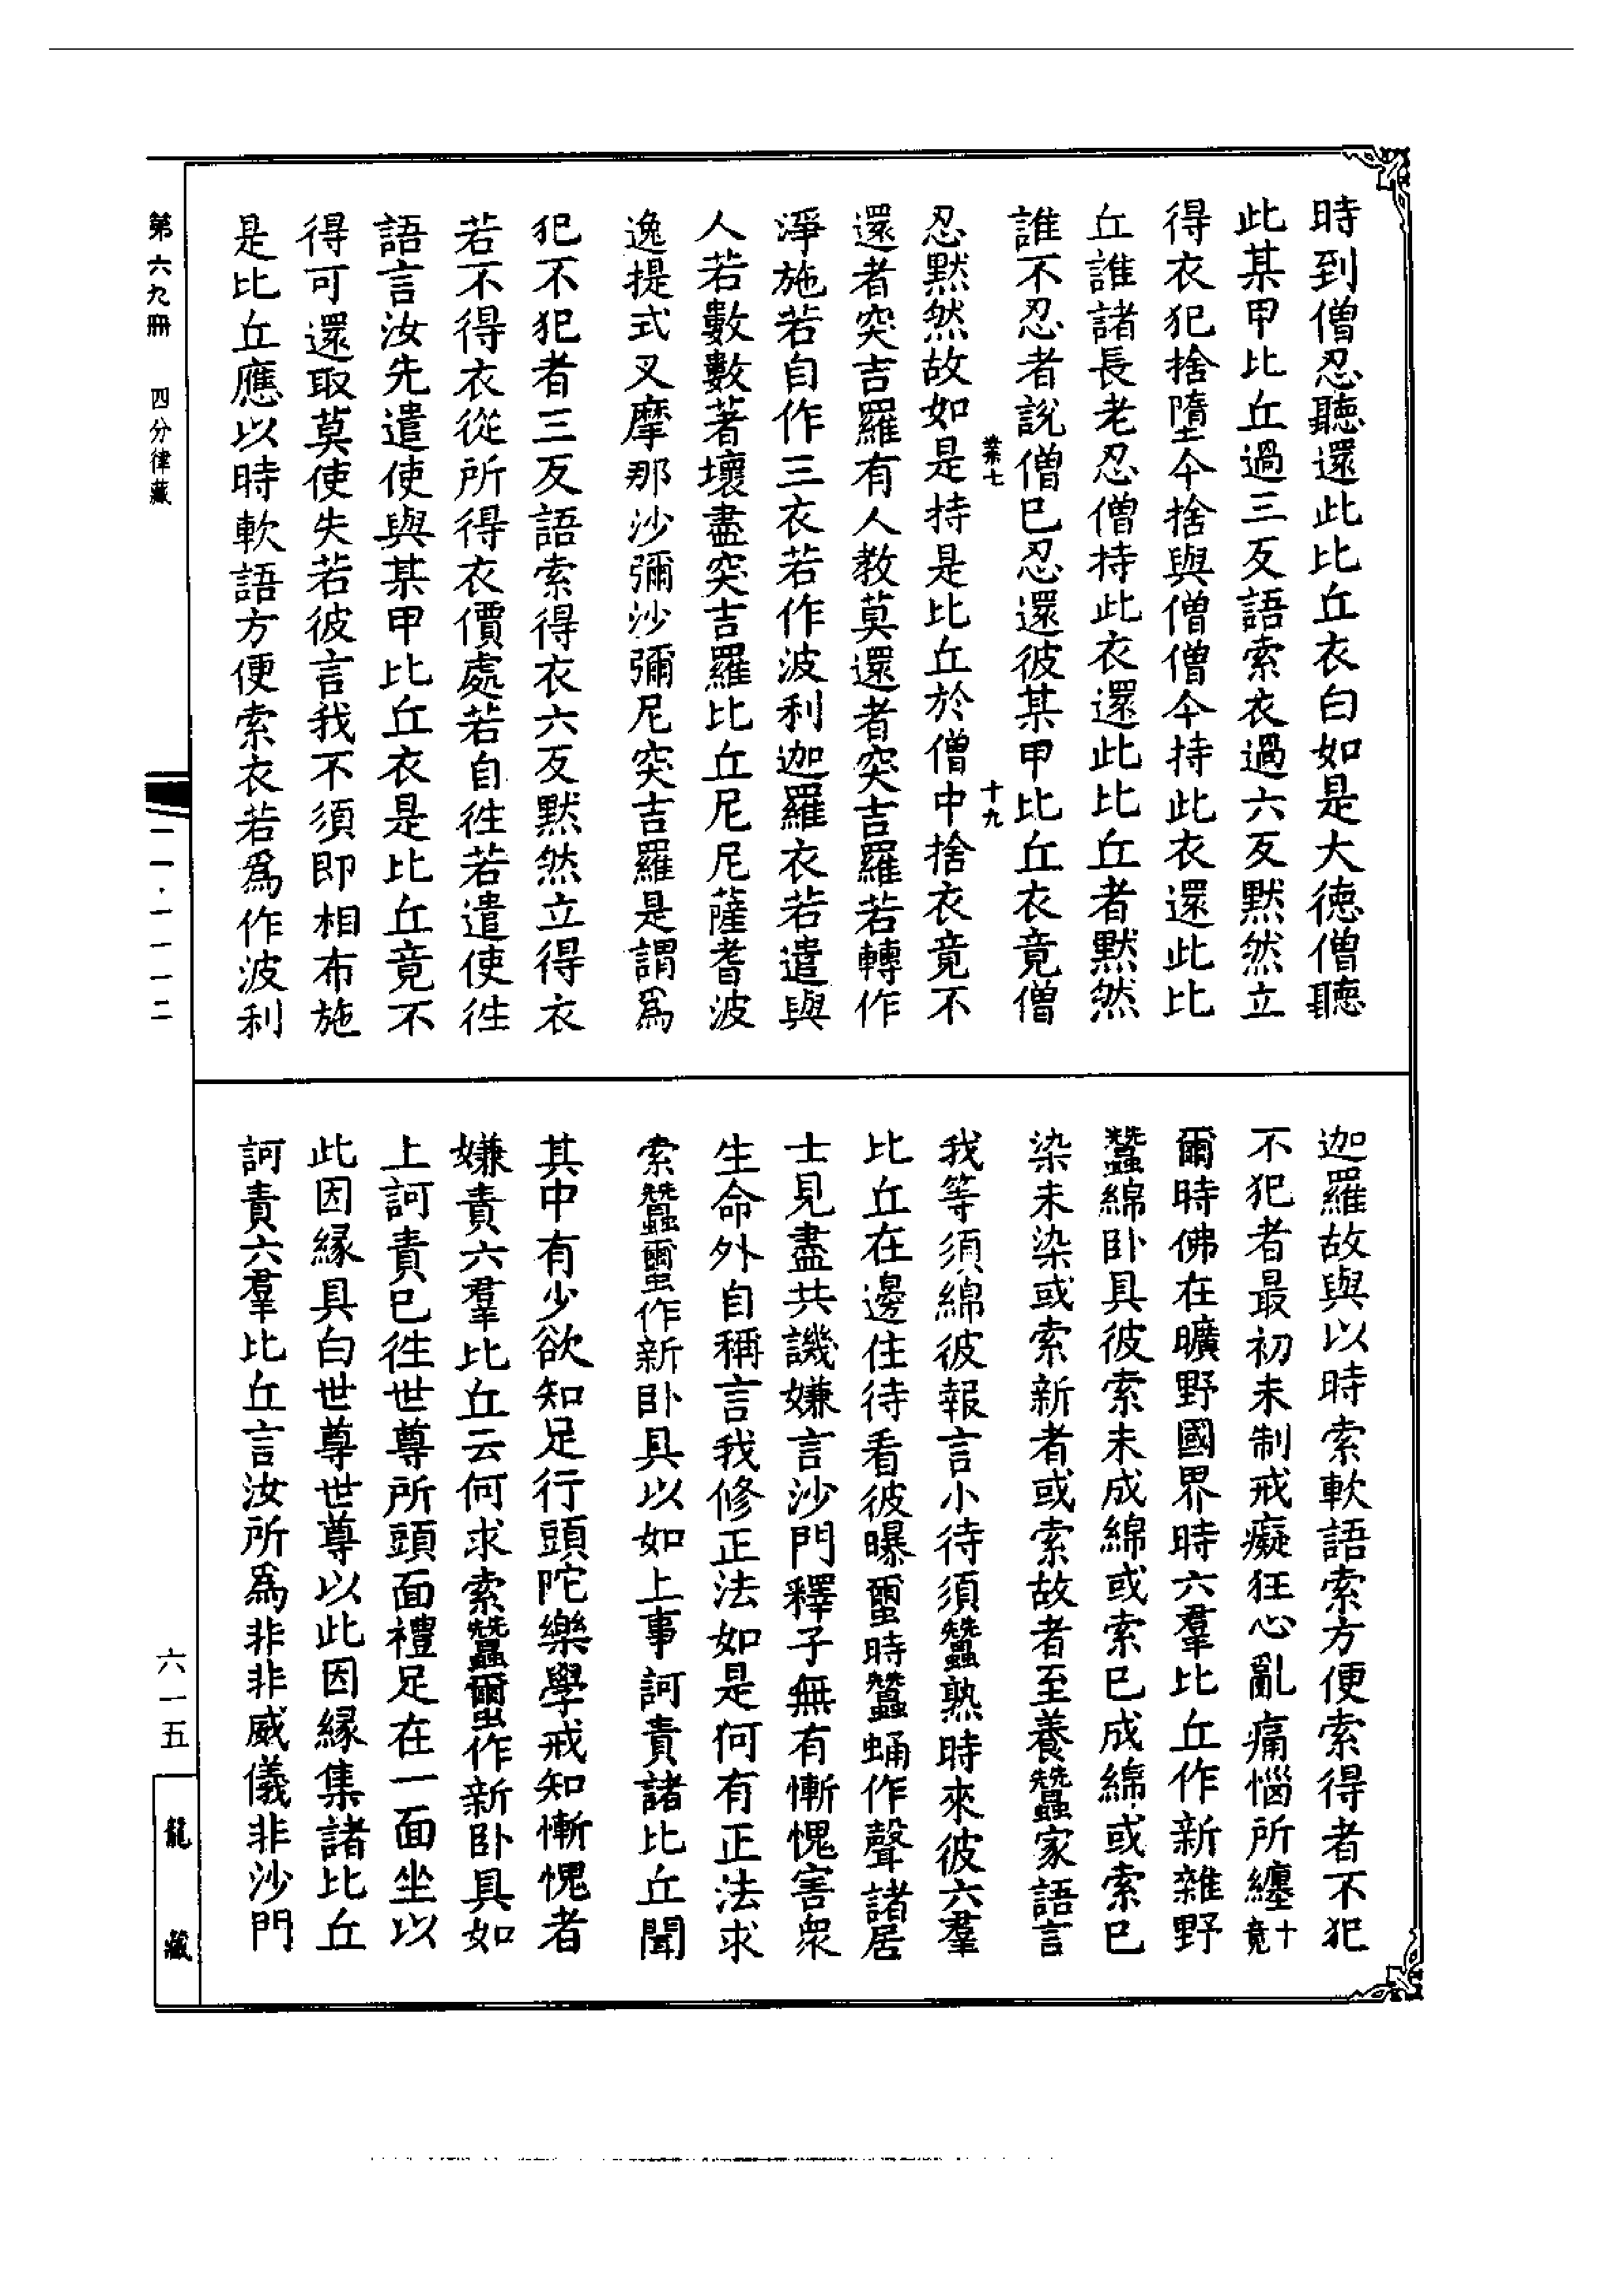 時到僧忍聽還此比丘衣白如是大德僧聽
此某甲比丘過三反語索衣過六反默然立
得衣犯捨墮今捨與僧僧今持此衣還此比
丘誰諸長老忍僧持此衣還此比丘者默然
誰不忍者說僧已忍還彼某甲比丘衣竟僧
業七 十九
忍默然故如是持是比丘於僧中捨衣竟不
還者突吉羅有人教莫還者突吉羅若轉作
淨施若自作三衣若作波利迦羅衣若遣與
人若數數著壞盡突吉羅比丘尼尼薩耆波
逸提式叉摩那沙彌沙彌尼突吉羅是謂為
犯不犯者三反語索得衣六反默然立得衣
若不得衣從所得衣價處若自徃若遣使徃
語言汝先遣使與某甲比丘衣是比丘竟不
得可還取莫使失若彼言我不須即相布施
是比丘應以時軟語方便索衣若為作波利
迦羅故與以時索軟語索方便索得者不犯
不犯者最初未制戒癡狂心亂痛惱所纏十竟
爾時佛在曠野國界時六羣比丘作新雜野
蠶綿卧具彼索未成綿或索已成綿或索已
染未染或索新者或索故者至養蠶家語言
我等須綿彼報言小待須蠶熟時來彼六羣
比丘在邊住待看彼曝𧓍時蠶蛹作聲諸居
士見盡共譏嫌言沙門釋子無有慚愧害衆
生命外自稱言我修正法如是何有正法求
索蠶𧓍作新卧具以如上事訶責諸比丘聞
其中有少欲知足行頭陀樂學戒知慚愧者
嫌責六羣比丘云何求索蠶𧓍作新卧具如
上訶責已徃世尊所頭面禮足在一面坐以
此因緣具白世尊世尊以此因緣集諸比丘
訶責六羣比丘言汝所為非非威儀非沙門
第六九冊 四分律藏 一一·一一一二
六一五 龍藏